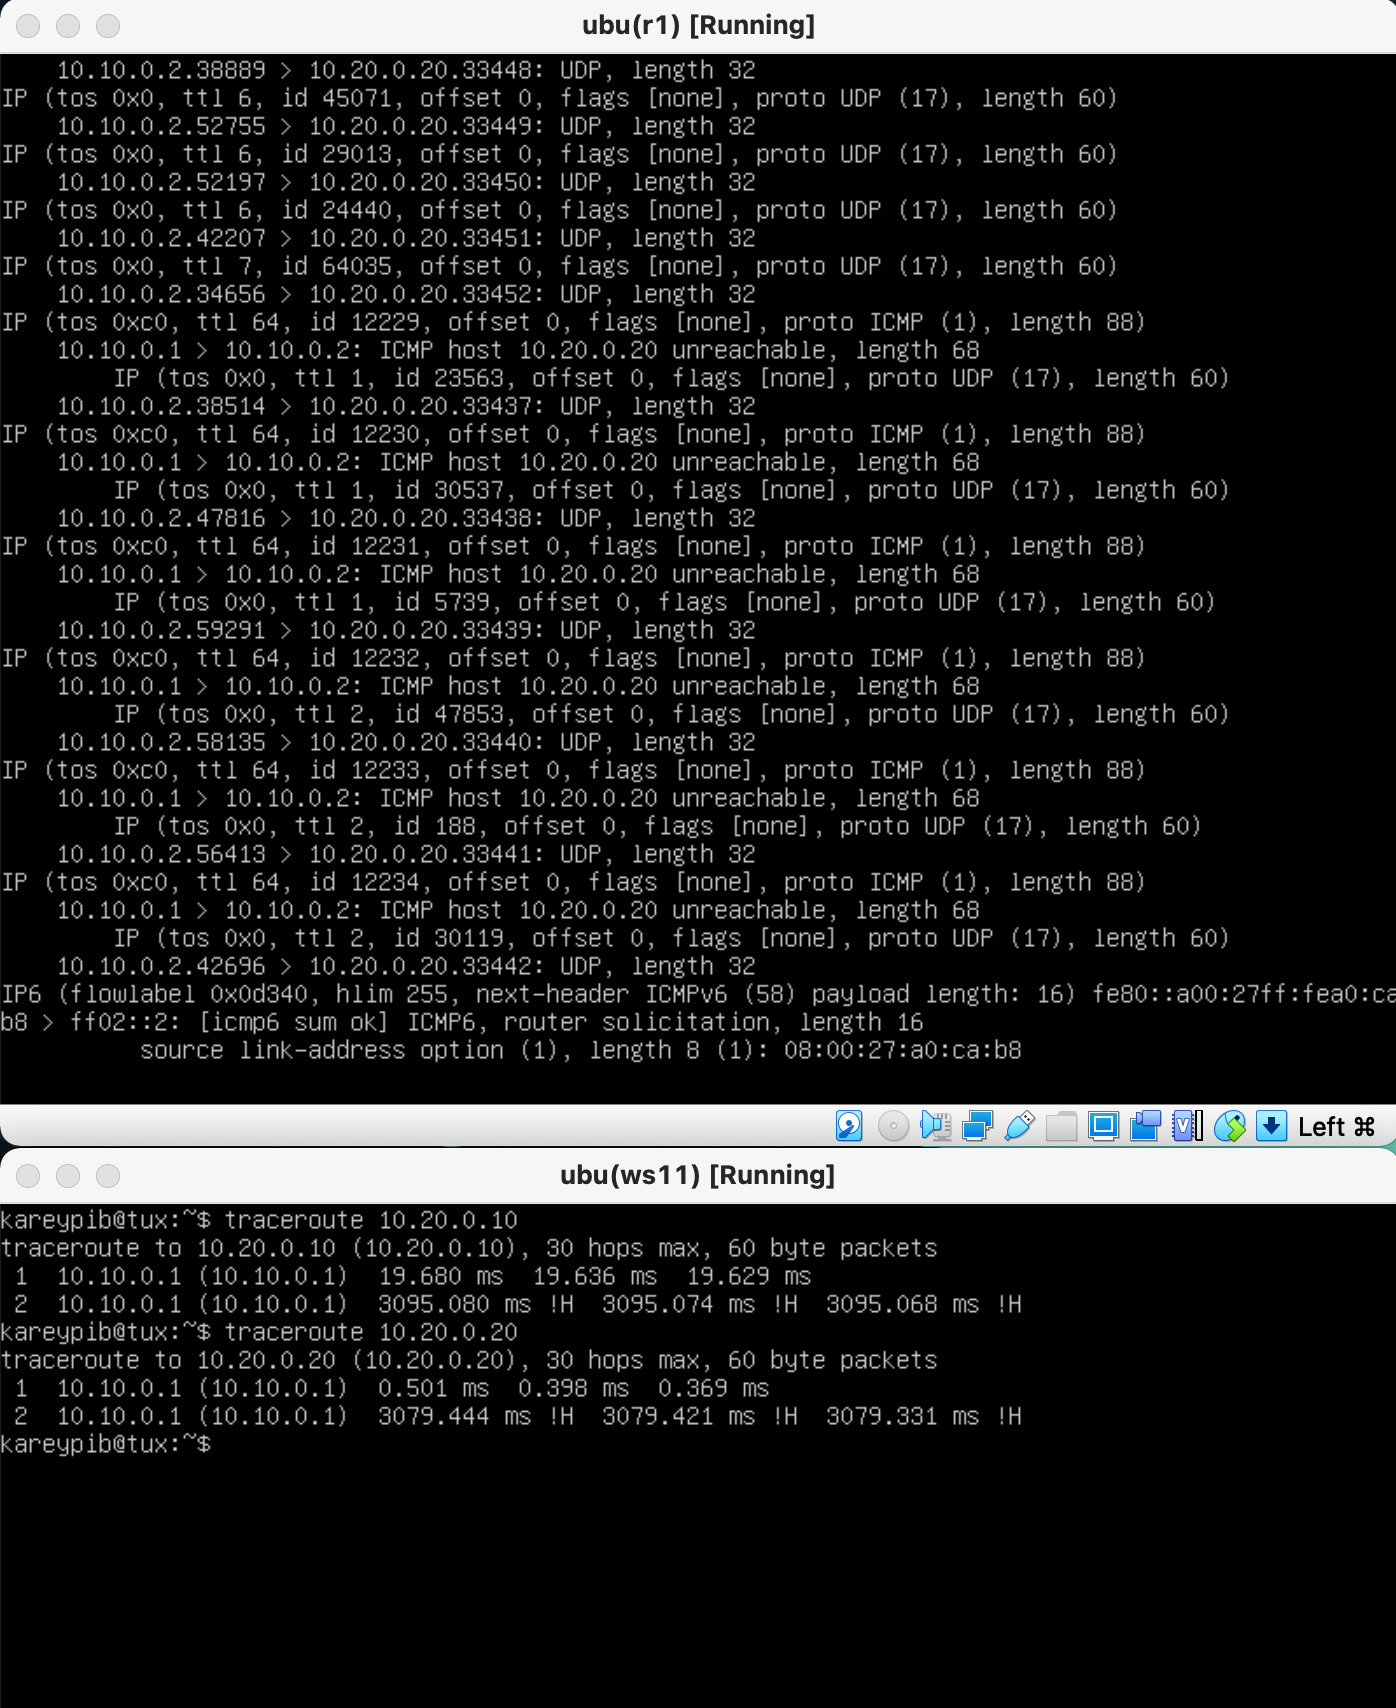 ubu(r1) [Running]
10.10.0.2.38889 > 10.20.0.20.33448: UDP, length 32
IP (tos 0x0, ttl 6, id 45071, offset 0, flags [none], proto UDP (17), length 60)
10.10.0.2.52755 > 10.20.0.20.33449: UDP, length 32
IP (tos 0x0, ttl 6, id 29013, offset 0, flags [none], proto UDP (17), length 60)
10.10.0.2.52197 > 10.20.0.20.33450: UDP, length 32
IP (tos 0x0, ttl 6, id 24440, offset 0, flags [none], proto UDP (17), length 60)
10.10.0.2.42207 > 10.20.0.20.33451: UDP, length 32
IP (tos 0x0, ttl 7, id 64035, offset 0, flags [none], proto UDP (17), length 60)
10.10.0.2.34656 > 10.20.0.20.33452: UDP, length 32
IP (tos 0xc0, ttl 64, id 12229, offset 0, flags [none], proto ICMP (1), length 88)
10.10.0.1 > 10.10.0.2: ICMP host 10.20.0.20 unreachable, length 68
IP (tos 0x0, ttl 1, id 23563, offset 0, flags [none], proto UDP (17), length 60)
10.10.0.2.38514 > 10.20.0.20.33437: UDP, length 32
IP (tos 0xc0, ttl 64, id 12230, offset 0, flags [none], proto ICMP (1), length 88)
10.10.0.1 > 10.10.0.2: ICMP host 10.20.0.20 unreachable, length 68
IP (tos 0x0, ttl 1, id 30537, offset 0, flags [none], proto UDP (17), length 60)
10.10.0.2.47816 > 10.20.0.20.33438: UDP, length 32
IP (tos 0xc0, ttl 64, id 12231, offset 0, flags [none], proto ICMP (1), length 88)
10.10.0.1 > 10.10.0.2: ICMP host 10.20.0.20 unreachable, length 68
IP (tos 0x0, ttl 1, id 5739, offset 0, flags [none], proto UDP (17), length 60)
10.10.0.2.59291 > 10.20.0.20.33439: UDP, length 32
IP (tos 0xc0, ttl 64, id 12232, offset 0, flags [none], proto ICMP (1), length 88)
10.10.0.1 > 10.10.0.2: ICMP host 10.20.0.20 unreachable, length 68
IP (tos 0x0, ttl 2, id 47853, offset 0, flags [none], proto UDP (17), length 60)
10.10.0.2.58135 > 10.20.0.20.33440: UDP, length 32
IP (tos 0xc0, ttl 64, id 12233, offset 0, flags [none], proto ICMP (1), length 88)
10.10.0.1 > 10.10.0.2: ICMP host 10.20.0.20 unreachable, length 68
IP (tos 0x0, ttl 2, id 188, offset 0, flags [none], proto UDP (17), length 60)
10.10.0.2.56413 > 10.20.0.20.33441: UDP, length 32
IP (tos 0xc0, ttl 64, id 12234, offset 0, flags [none], proto ICMP (1), length 88)
10.10.0.1 > 10.10.0.2: ICMP host 10.20.0.20 unreachable, length 68
IP (tos 0x0, ttl 2, id 30119, offset 0, flags [none], proto UDP (17), length 60)
10.10.0.2.42696 > 10.20.0.20.33442: UDP, length 32
IP6 (flowlabel 0x0d340, hlim 255, next-header ICMPv6 (58) payload length: 16) fe80::a00:27ff:fea0:ca
b8 > ff02::2: [icmp6 sum ok] ICMP6, router solicitation, length 16
source link-address option (1), length 8 (1): 08:00:27:a0:ca:b8
Left ⌘
ubu(ws11) [Running]
kareypib@tux:~$ traceroute 10.20.0.10
traceroute to 10.20.0.10 (10.20.0.10), 30 hops max, 60 byte packets
1 10.10.0.1 (10.10.0.1) 19.680 ms 19.636 ms 19.629 ms
2 10.10.0.1 (10.10.0.1) 3095.080 ms !H 3095.074 ms !H 3095.068 ms !H
kareypib@tux:~$ traceroute 10.20.0.20
traceroute to 10.20.0.20 (10.20.0.20), 30 hops max, 60 byte packets
1 10.10.0.1 (10.10.0.1) 0.501 ms 0.398 ms 0.369 ms
2 10.10.0.1 (10.10.0.1) 3079.444 ms !H 3079.421 ms !H 3079.331 ms !H
kareypib@tux:~$